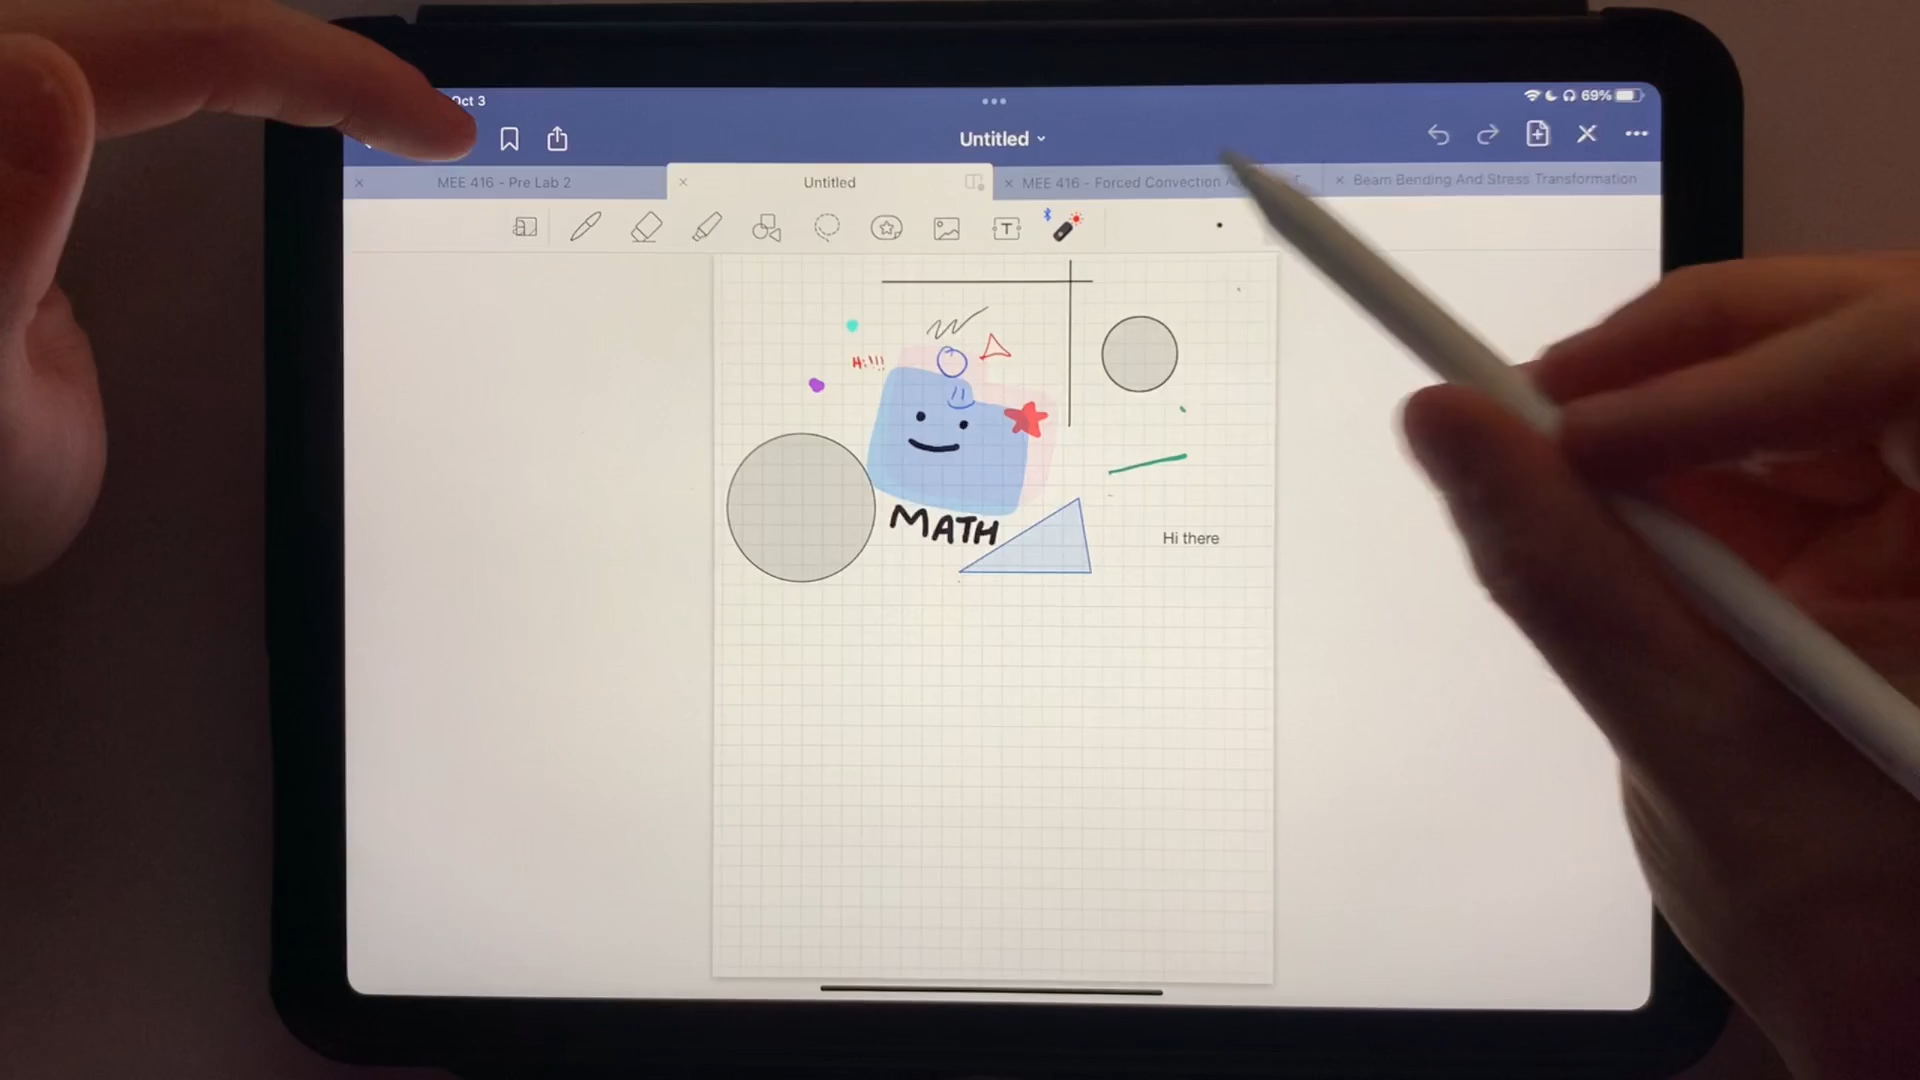 Oct 3
69%
Untitled
MEE 416 - Pre Lab 2
Untitled
MEE 416 - Forced Convection
Beam Bending And Stress Transformation
T
Hi!!!
MATH
Hi there